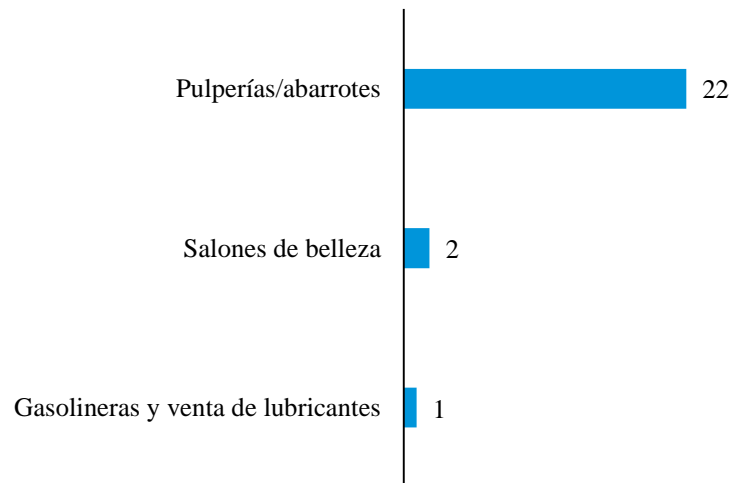 Pulperías/abarrotes 22
Salones de belleza 2
Gasolineras y venta de lubricantes 1